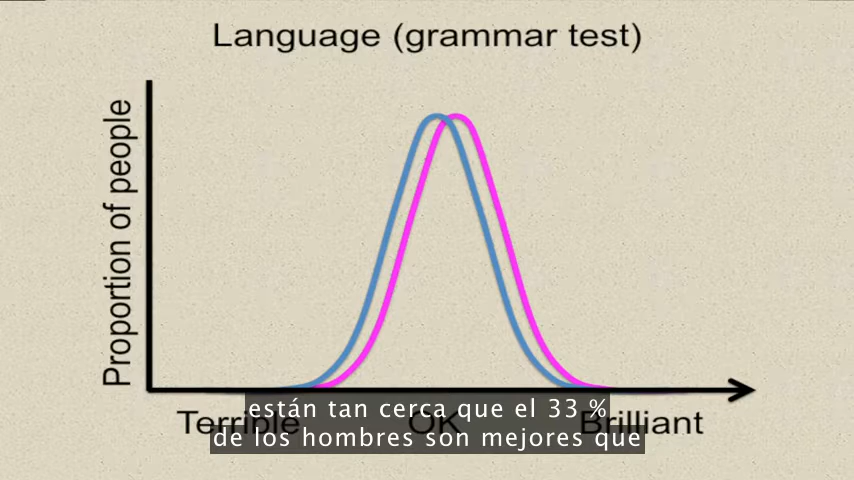 Language (grammar test)
Proportion of people
Terrible OK Brilliant
están tan cerca que el 33 %
de los hombres son mejores que